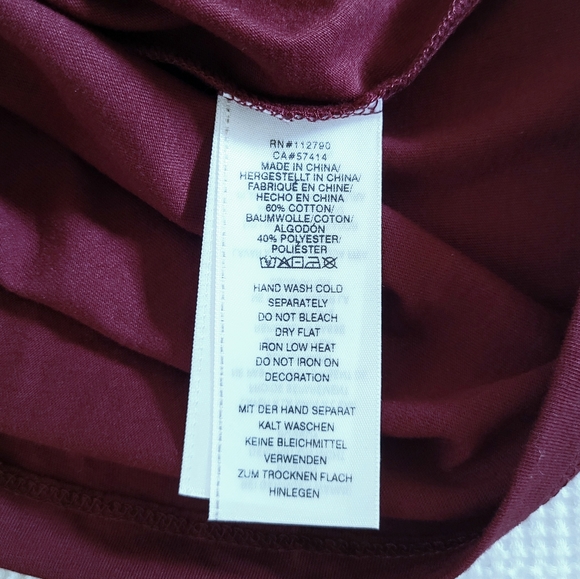 RN#112790
CA#57414
MADE IN CHINA/
HERGESTELLT IN CHINA/
FABRIQUÉ EN CHINE/
HECHO EN CHINA
60% COTTON/
BAUMWOLLE/COTON/
ALGODÓN
40% POLYESTER/
POLIÉSTER
HAND WASH COLD
SEPARATELY
DO NOT BLEACH
DRY FLAT
IRON LOW HEAT
DO NOT IRON ON
DECORATION
MIT DER HAND SEPARAT
KALT WASCHEN
KEINE BLEICHMITTEL
VERWENDEN
ZUM TROCKNEN FLACH
HINLEGEN